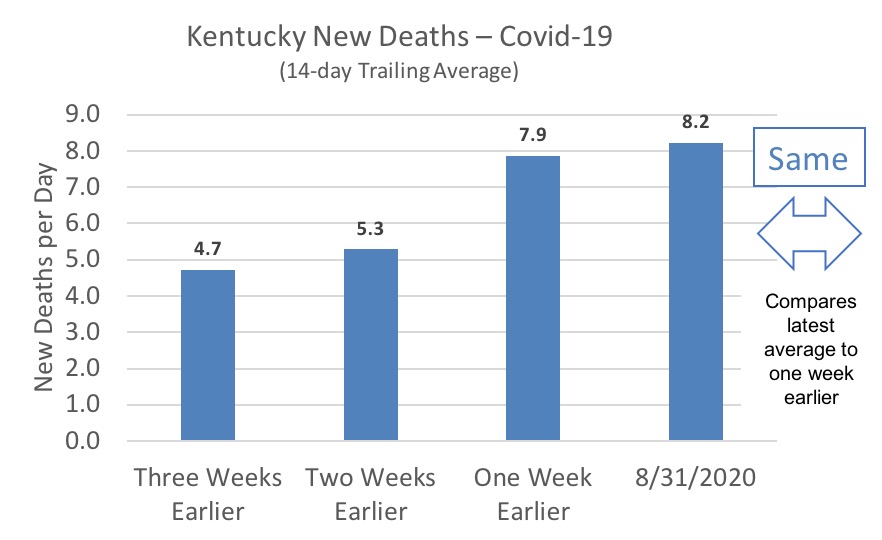 Kentucky New Deaths – Covid-19
(14-day Trailing Average)
New Deaths per Day
9.0
8.0
7.0
6.0
5.0
4.0
3.0
2.0
1.0
0.0
4.7
5.3
7.9
8.2
Three Weeks
Earlier
Two Weeks
Earlier
One Week
Earlier
8/31/2020
Same
Compares
latest
average to
one week
earlier